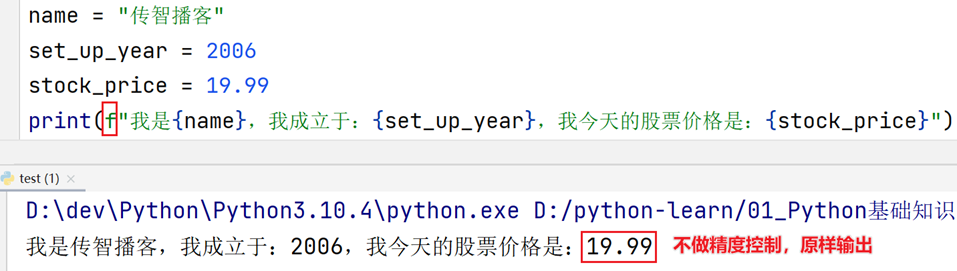 name = "传智播客"
set_up_year = 2006
stock_price = 19.99
print(f"我是{name}，我成立于：{set_up_year}，我今天的股票价格是：{stock_price}")
test (1) ×
D:\dev\Python\Python3.10.4\python.exe D:/python-learn/01_Python基础知识
我是传智播客，我成立于：2006，我今天的股票价格是：19.99 不做精度控制，原样输出